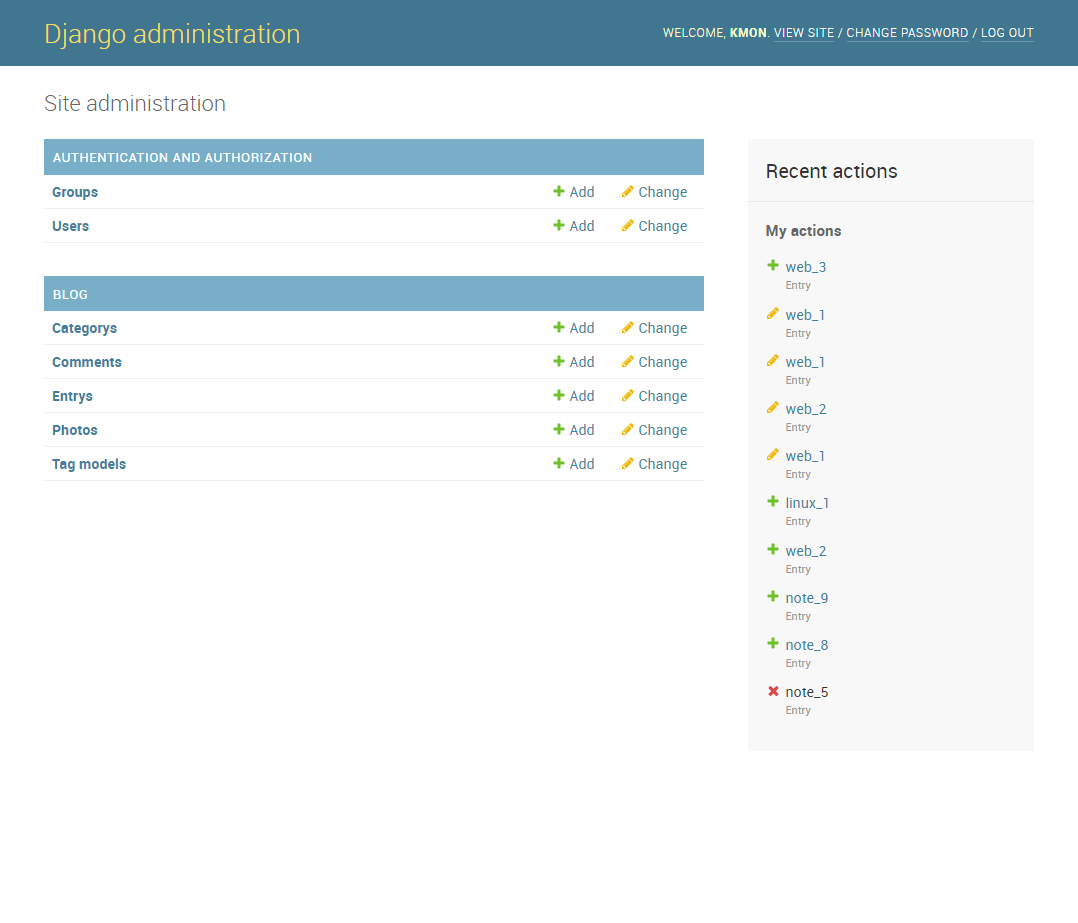 Django administration
WELCOME, KMON. VIEW SITE / CHANGE PASSWORD / LOG OUT
Site administration
AUTHENTICATION AND AUTHORIZATION
Groups Add Change
Users Add Change
BLOG
Categorys Add Change
Comments Add Change
Entrys Add Change
Photos Add Change
Tag models Add Change
Recent actions
My actions
web_3
Entry
web_1
Entry
web_1
Entry
web_2
Entry
web_1
Entry
linux_1
Entry
web_2
Entry
note_9
Entry
note_8
Entry
note_5
Entry